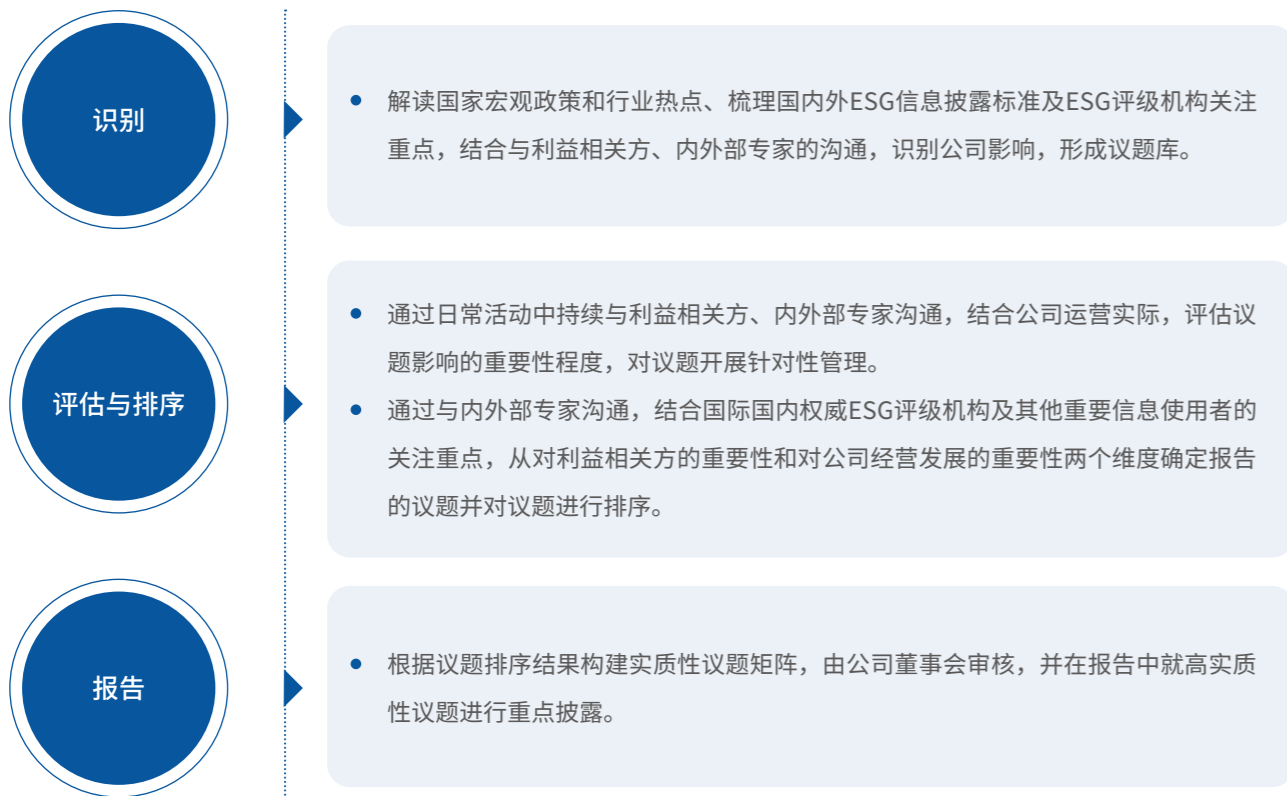 识别
• 解读国家宏观政策和行业热点、梳理国内外ESG信息披露标准及ESG评级机构关注
重点，结合与利益相关方、内外部专家的沟通，识别公司影响，形成议题库。
评估与排序
• 通过日常活动中持续与利益相关方、内外部专家沟通，结合公司运营实际，评估议
题影响的重要性程度，对议题开展针对性管理。
• 通过与内外部专家沟通，结合国际国内权威ESG评级机构及其他重要信息使用者的
关注重点，从对利益相关方的重要性和对公司经营发展的重要性两个维度确定报告
的议题并对议题进行排序。
报告
• 根据议题排序结果构建实质性议题矩阵，由公司董事会审核，并在报告中就高实质
性议题进行重点披露。